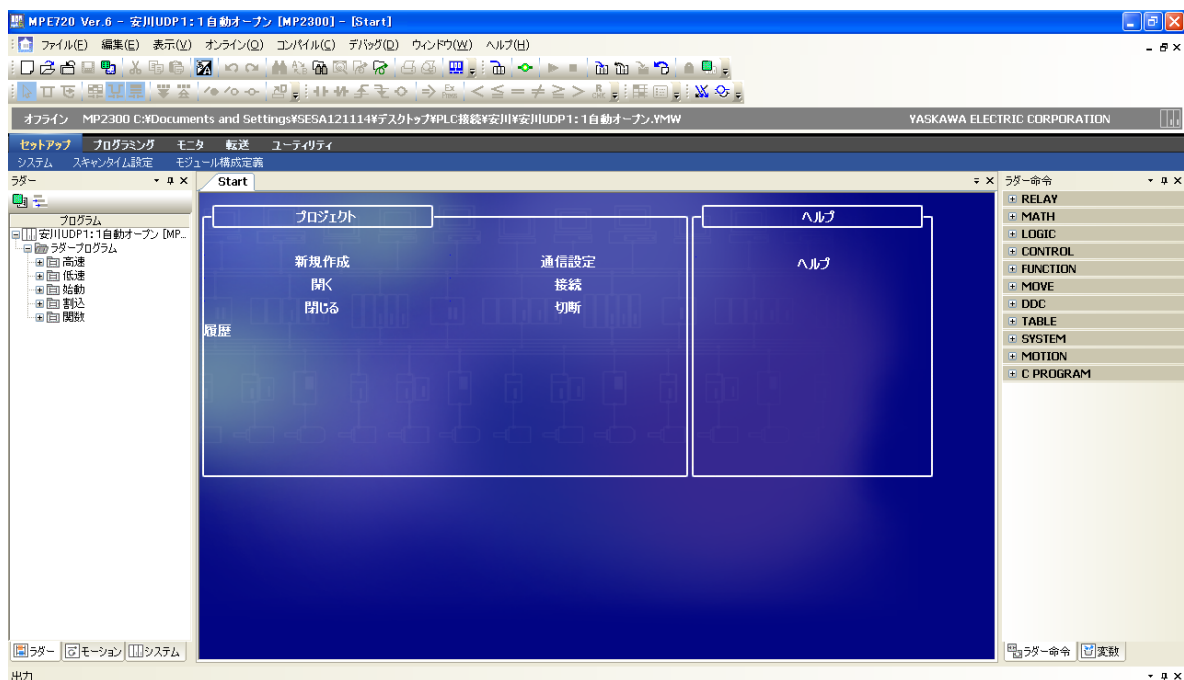 MPE720 Ver.6 - 安川UDP1:1自動オープン [MP2300] - [Start]
ファイル(F) 編集(E) 表示(V) オンライン(O) コンパイル(C) デバッグ(D) ウィンドウ(W) ヘルプ(H)
オフライン MP2300 C:¥Documents and Settings¥SESA121114¥デスクトップ¥PLC接続¥安川¥安川UDP1:1自動オープン.YMW YASKAWA ELECTRIC CORPORATION
セットアップ プログラミング モニタ 転送 ユーティリティ
システム スキャンタイム設定 モジュール構成定義
ラダー
プログラム
安川UDP1:1自動オープン [MP...
ラダープログラム
高速
低速
始動
割込
関数
ラダー モーション システム
Start
プロジェクト
新規作成 通信設定
開く 接続
閉じる 切断
履歴
ヘルプ
ヘルプ
ラダー命令
RELAY
MATH
LOGIC
CONTROL
FUNCTION
MOVE
DDC
TABLE
SYSTEM
MOTION
C PROGRAM
ラダー命令 変数
出力